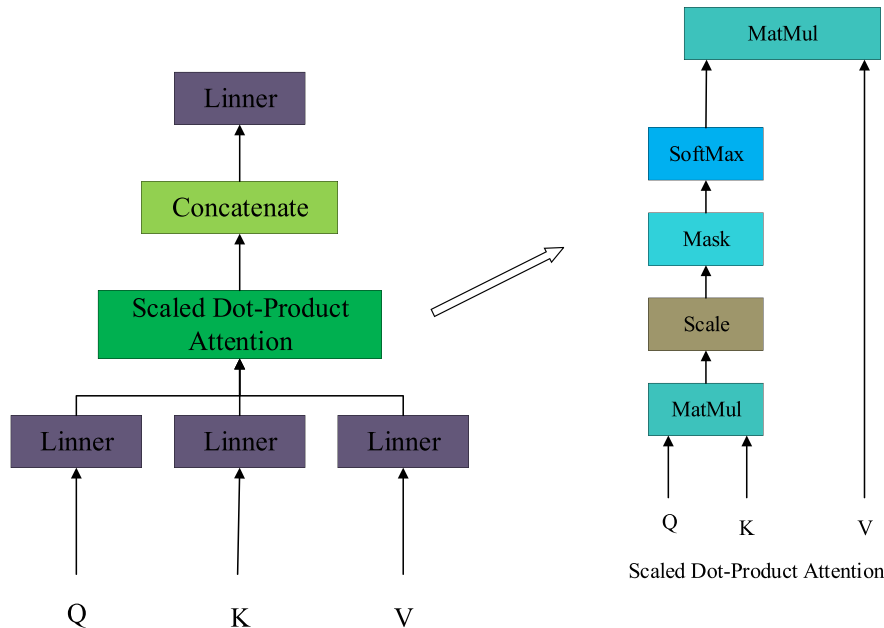 Linner
Concatenate
Scaled Dot-Product
Attention
Linner
Linner
Linner
Q
K
V
MatMul
SoftMax
Mask
Scale
MatMul
Q
K
V
Scaled Dot-Product Attention